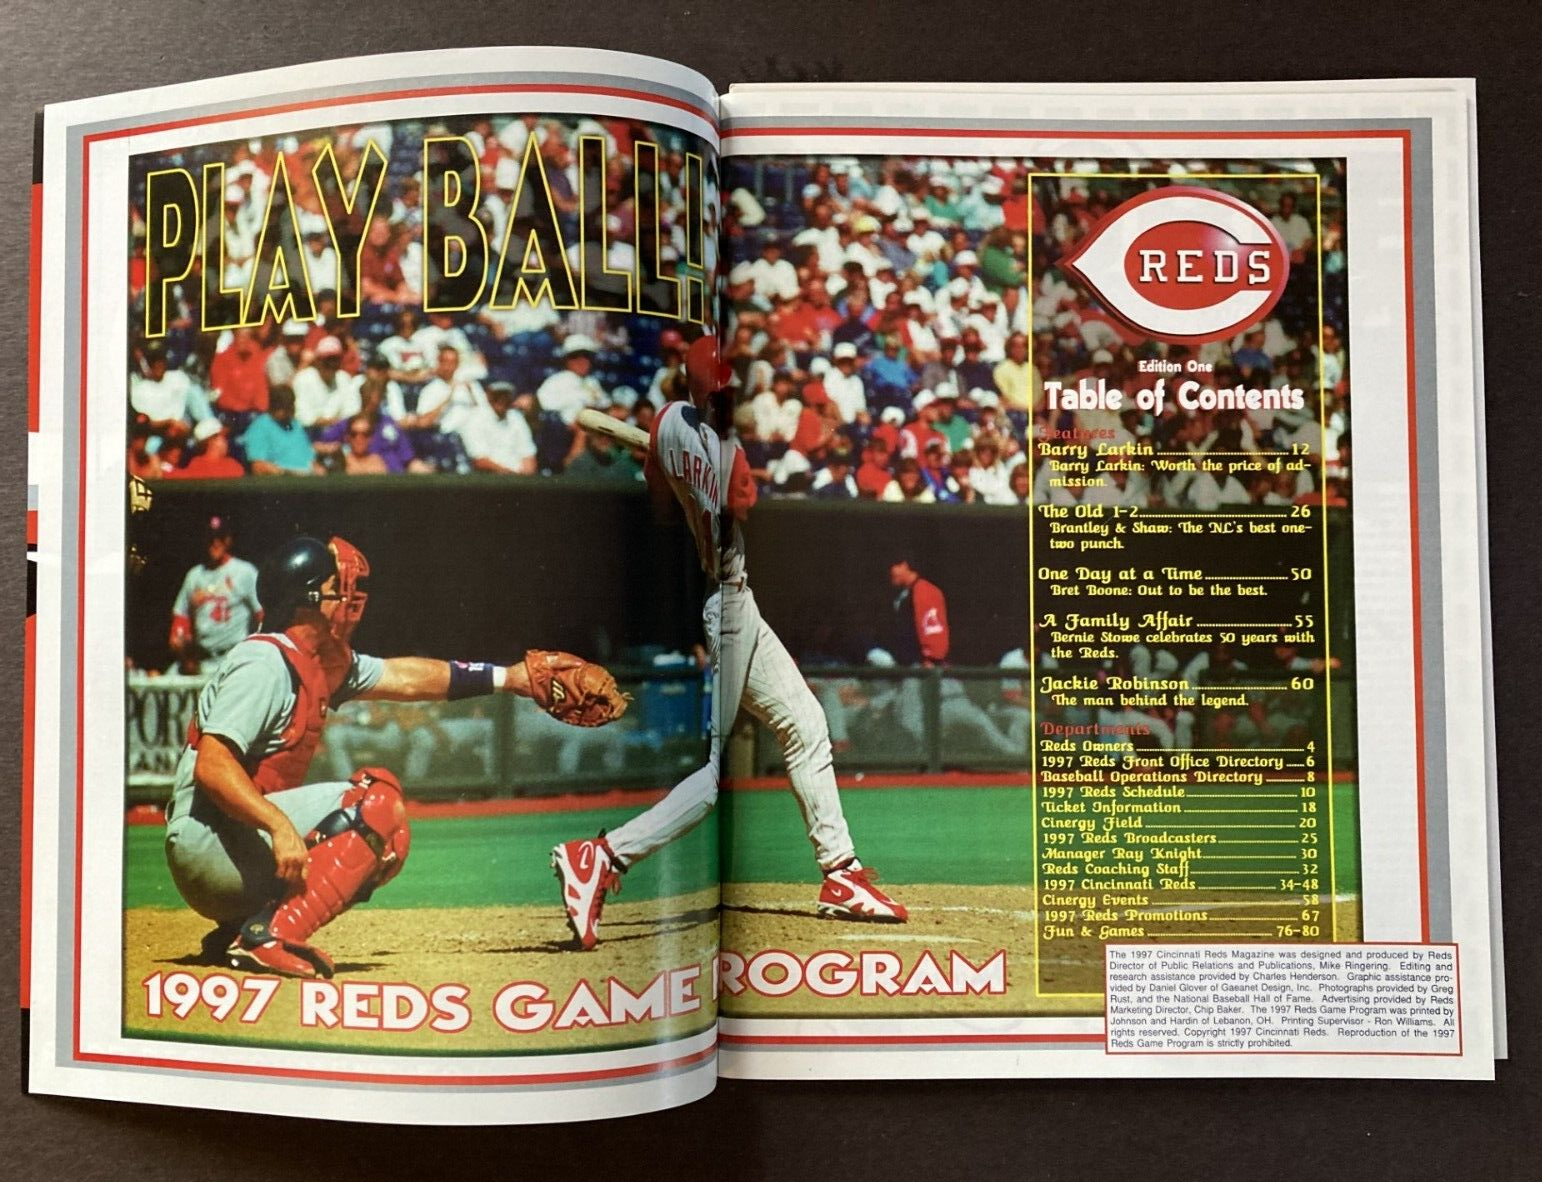 PLAY BALL!
LARKIN
PORT
AN
1997 REDS GAME PROGRAM
REDS
Edition One
Table of Contents
Features
Barry Larkin 12
Barry Larkin: Worth the price of ad-
mission.
The Old 1-2 26
Brantley & Shaw: The NL's best one-
two punch.
One Day at a Time 50
Bret Boone: Out to be the best.
A Family Affair 55
Bernie Stowe celebrates 50 years with
the Reds.
Jackie Robinson 60
The man behind the legend.
Departments
Reds Owners 4
1997 Reds Front Office Directory 6
Baseball Operations Directory 8
1997 Reds Schedule 10
Ticket Information 18
Cinergy Field 20
1997 Reds Broadcasters 25
Manager Ray Knight 30
Reds Coaching Staff 32
1997 Cincinnati Reds 34-48
Cinergy Events 58
1997 Reds Promotions 67
Fun & Games 76-80
The 1997 Cincinnati Reds Magazine was designed and produced by Reds
Director of Public Relations and Publications, Mike Ringering. Editing and
research assistance provided by Charles Henderson. Graphic assistance pro-
vided by Daniel Glover of Gaeanet Design, Inc. Photographs provided by Greg
Rust, and the National Baseball Hall of Fame. Advertising provided by Reds
Marketing Director, Chip Baker. The 1997 Reds Game Program was printed by
Johnson and Hardin of Lebanon, OH. Printing Supervisor - Ron Williams. All
rights reserved. Copyright 1997 Cincinnati Reds. Reproduction of the 1997
Reds Game Program is strictly prohibited.